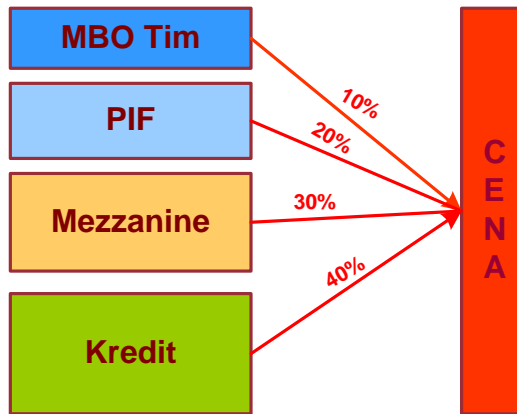 MBO Tim
10%
PIF
20%
Mezzanine
30%
40%
Kredit
C
E
N
A